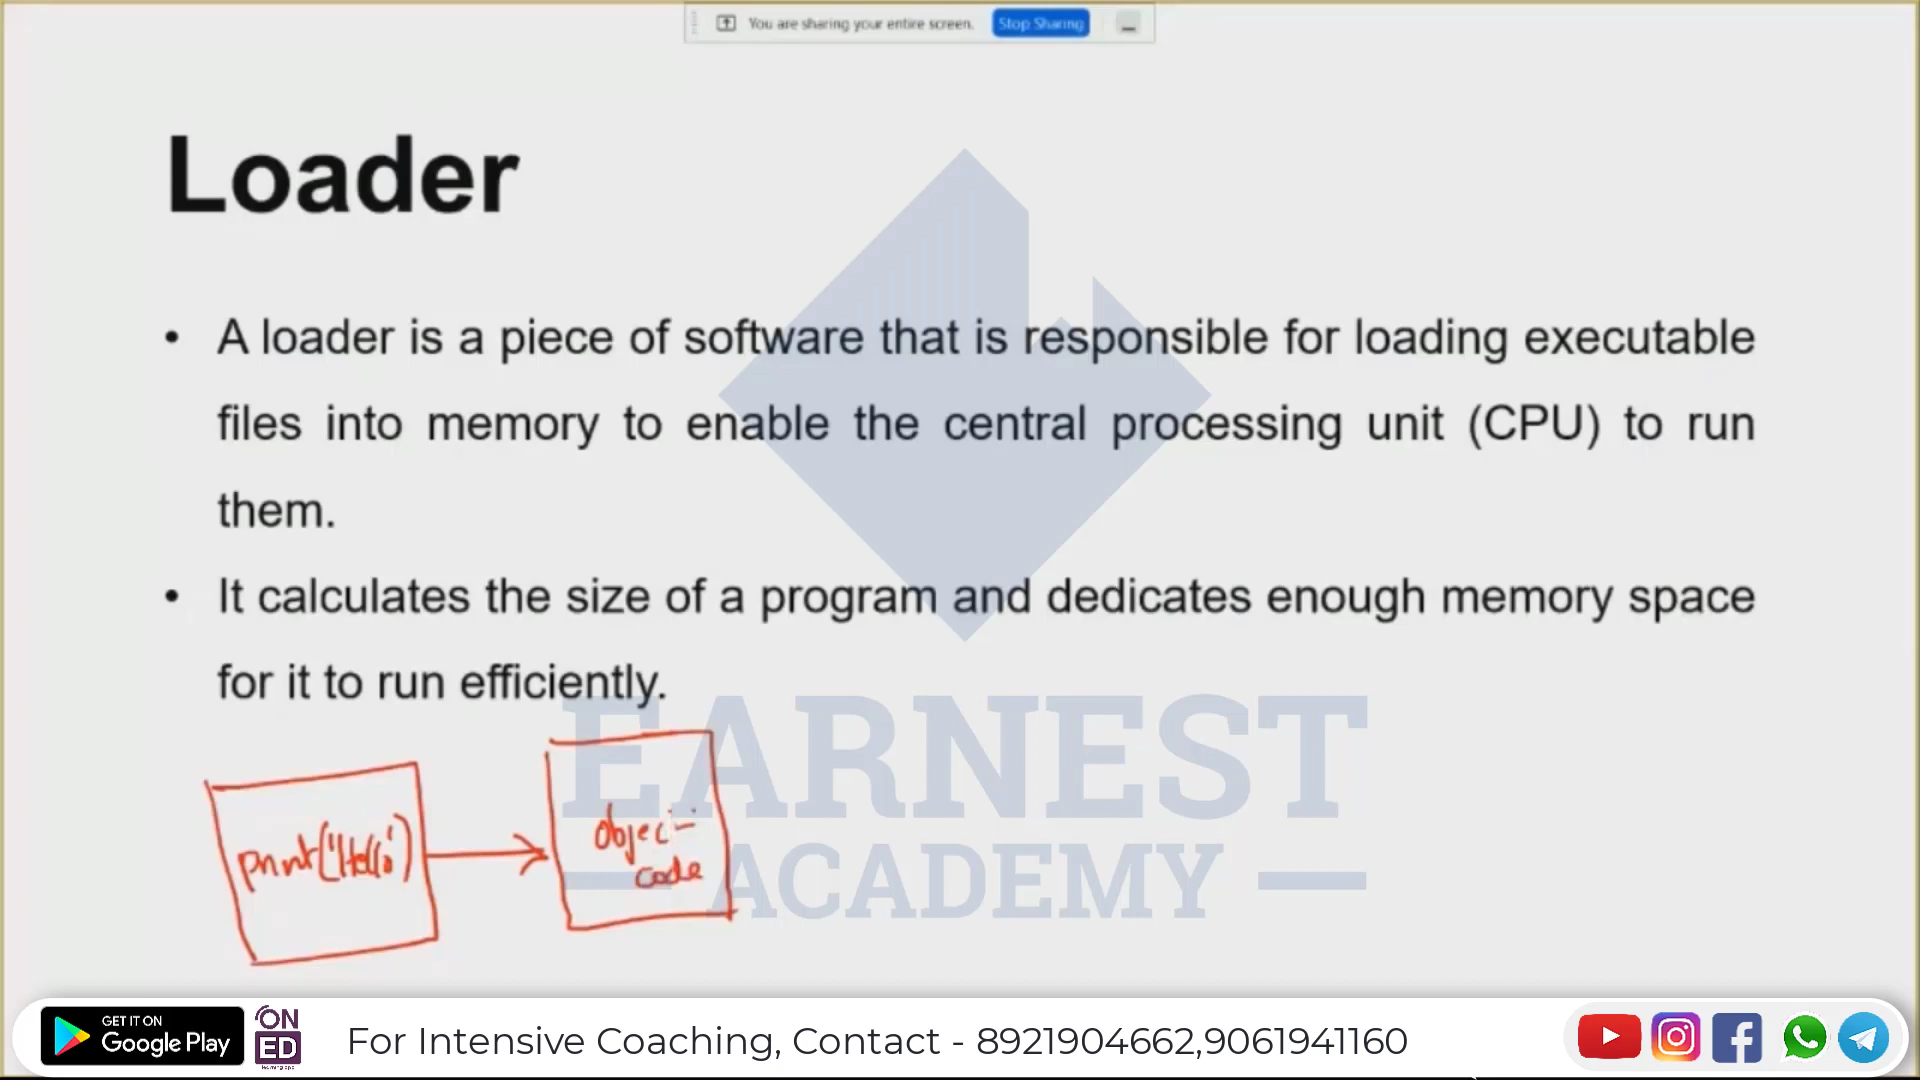 You are sharing your entire screen. Stop Sharing
Loader
• A loader is a piece of software that is responsible for loading executable
files into memory to enable the central processing unit (CPU) to run
them.
• It calculates the size of a program and dedicates enough memory space
for it to run efficiently.
EARNEST
ACADEMY
print("Hello")
object
code
GET IT ON
Google Play
ON
ED
For Intensive Coaching, Contact - 8921904662,9061941160